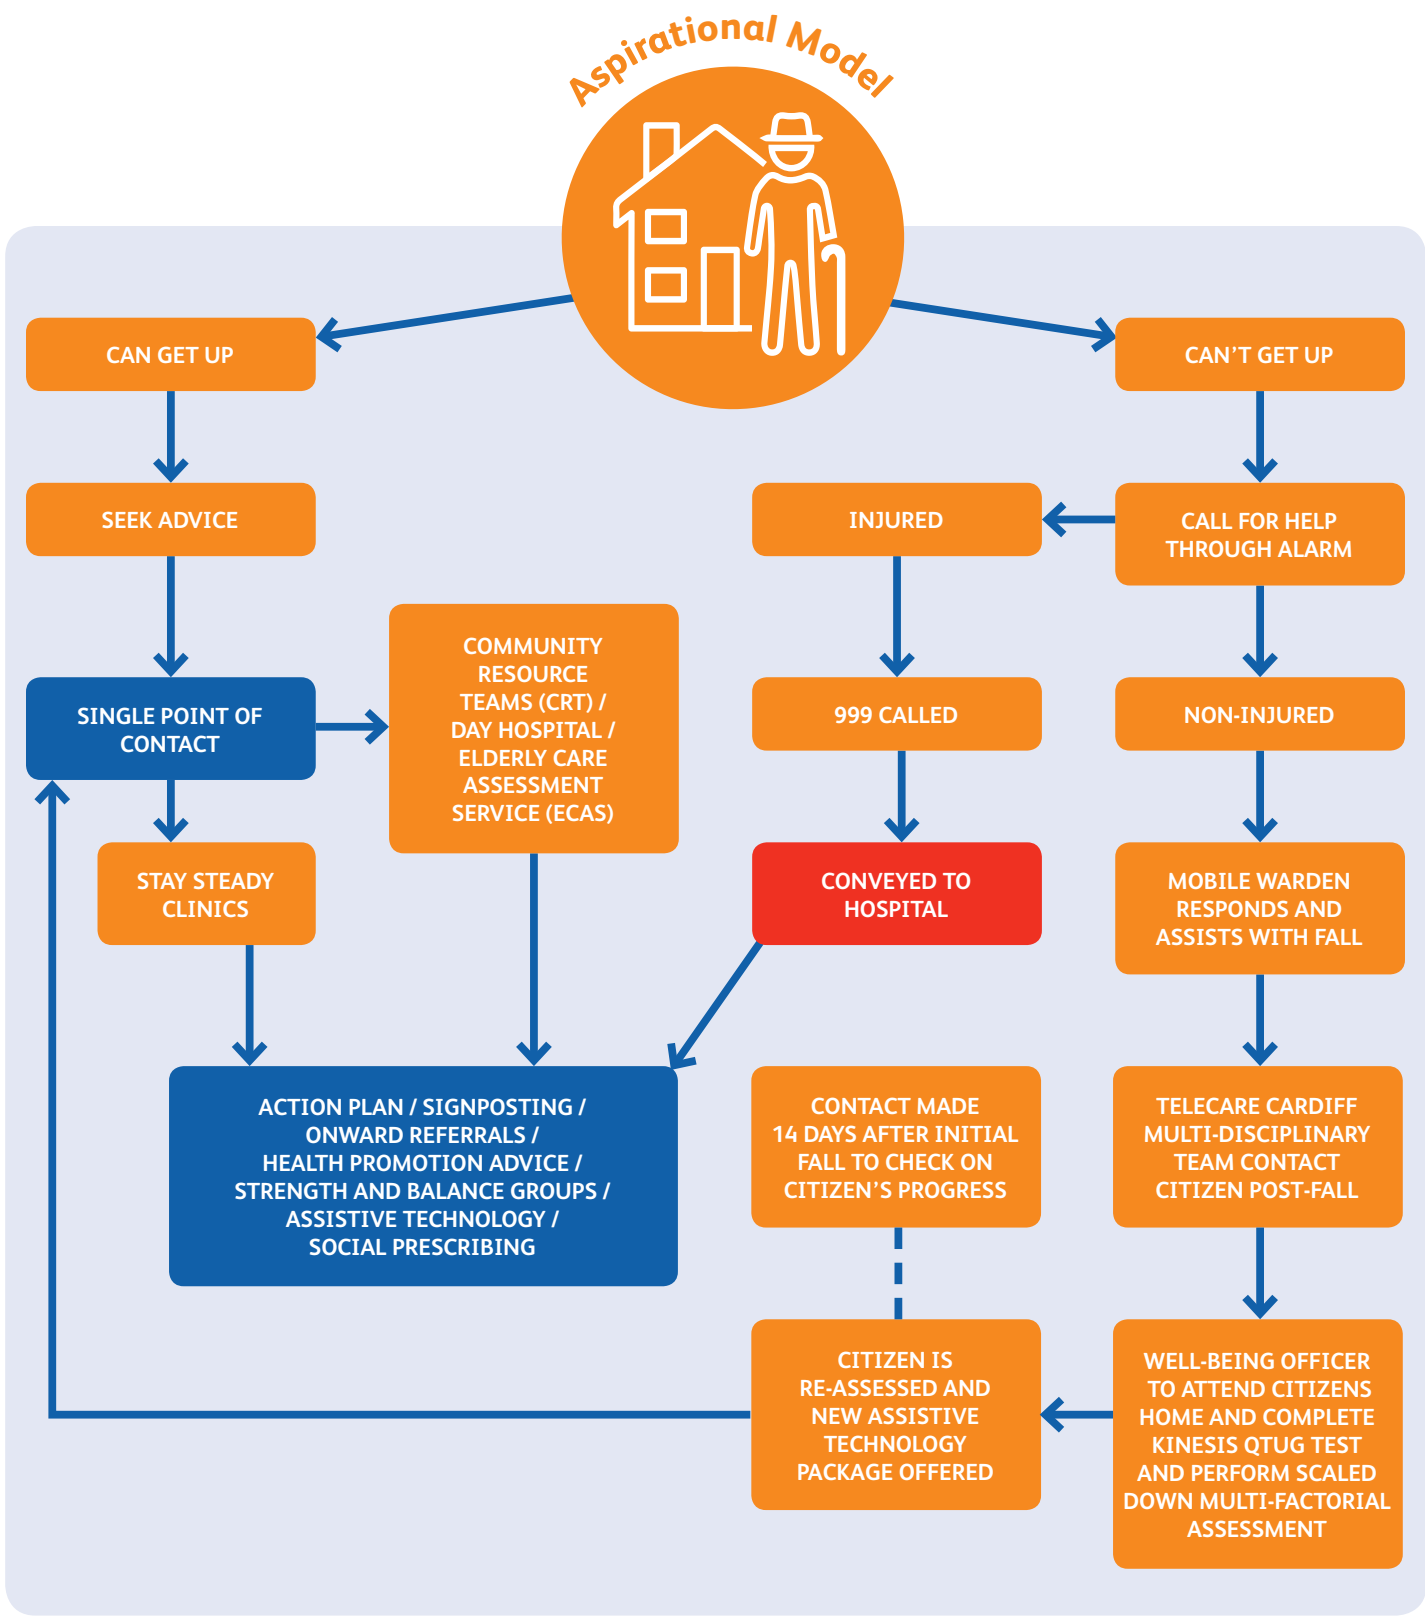 Aspirational Model
CAN GET UP
CAN'T GET UP
SEEK ADVICE
INJURED
CALL FOR HELP
THROUGH ALARM
COMMUNITY
RESOURCE
TEAMS (CRT) /
DAY HOSPITAL /
ELDERLY CARE
ASSESSMENT
SERVICE (ECAS)
SINGLE POINT OF
CONTACT
999 CALLED
NON-INJURED
STAY STEADY
CLINICS
CONVEYED TO
HOSPITAL
MOBILE WARDEN
RESPONDS AND
ASSISTS WITH FALL
ACTION PLAN / SIGNPOSTING /
ONWARD REFERRALS /
HEALTH PROMOTION ADVICE /
STRENGTH AND BALANCE GROUPS /
ASSISTIVE TECHNOLOGY /
SOCIAL PRESCRIBING
CONTACT MADE
14 DAYS AFTER INITIAL
FALL TO CHECK ON
CITIZEN'S PROGRESS
TELECARE CARDIFF
MULTI-DISCIPLINARY
TEAM CONTACT
CITIZEN POST-FALL
CITIZEN IS
RE-ASSESSED AND
NEW ASSISTIVE
TECHNOLOGY
PACKAGE OFFERED
WELL-BEING OFFICER
TO ATTEND CITIZENS
HOME AND COMPLETE
KINESIS QTUG TEST
AND PERFORM SCALED
DOWN MULTI-FACTORIAL
ASSESSMENT